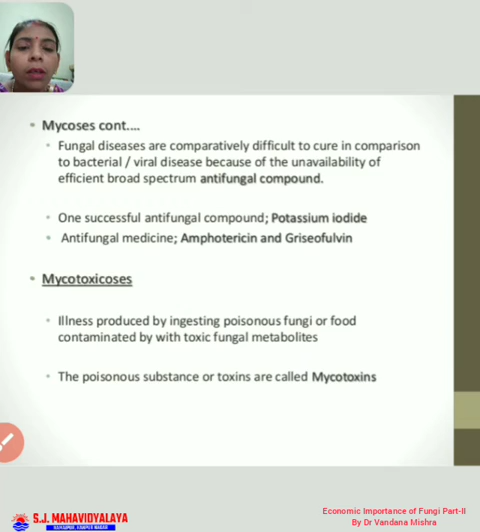 Mycoses cont....
Fungal diseases are comparatively difficult to cure in comparison
to bacterial / viral disease because of the unavailability of
efficient broad spectrum antifungal compound.
One successful antifungal compound; Potassium iodide
Antifungal medicine; Amphotericin and Griseofulvin
Mycotoxicoses
Illness produced by ingesting poisonous fungi or food
contaminated by with toxic fungal metabolites
The poisonous substance or toxins are called Mycotoxins
S.J. MAHAVIDYALAYA
RAMAIPUR, KANPUR NAGAR
Economic Importance of Fungi Part-II
By Dr Vandana Mishra